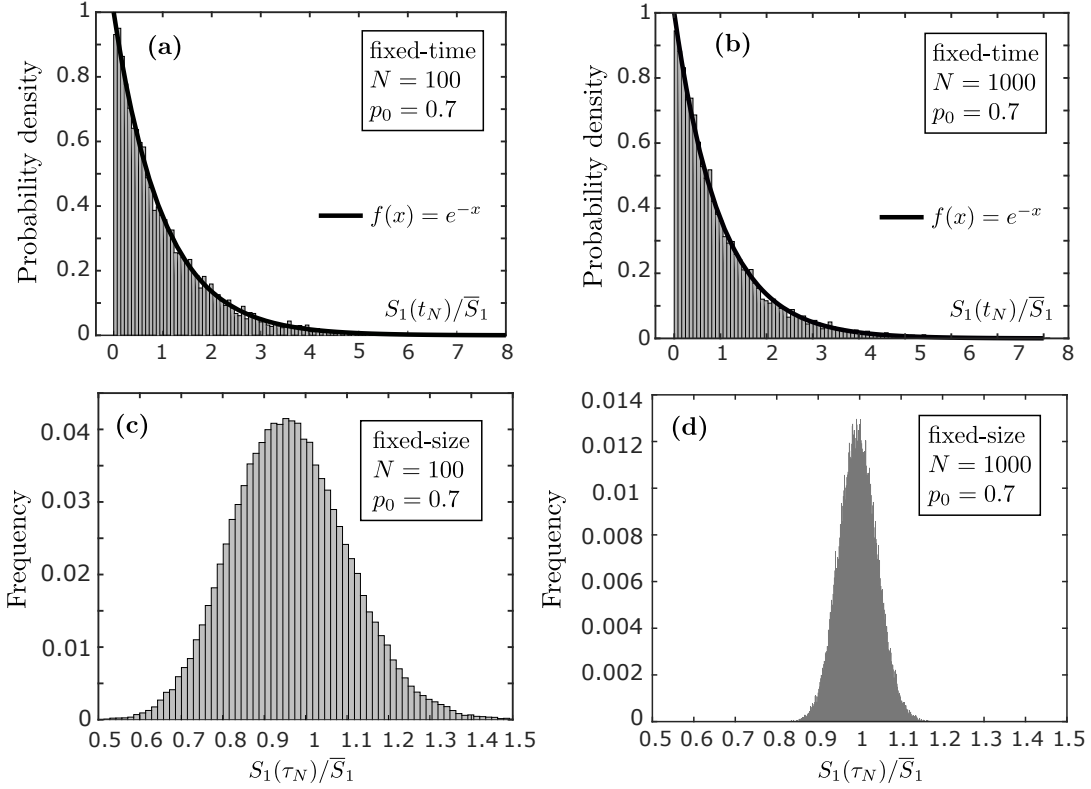 (a)
fixed-time
N = 100
p₀ = 0.7
f(x) = e⁻ˣ
S₁(t_N)/S̅₁
Probability density
1
0.8
0.6
0.4
0.2
0
0 1 2 3 4 5 6 7 8
(b)
fixed-time
N = 1000
p₀ = 0.7
f(x) = e⁻ˣ
S₁(t_N)/S̅₁
Probability density
1
0.8
0.6
0.4
0.2
0
0 1 2 3 4 5 6 7 8
(c)
fixed-size
N = 100
p₀ = 0.7
Frequency
0.04
0.03
0.02
0.01
0
0.5 0.6 0.7 0.8 0.9 1 1.1 1.2 1.3 1.4 1.5
S₁(τ_N)/S̅₁
(d)
fixed-size
N = 1000
p₀ = 0.7
Frequency
0.014
0.012
0.01
0.008
0.006
0.004
0.002
0
0.5 0.6 0.7 0.8 0.9 1 1.1 1.3 1.4 1.5
S₁(τ_N)/S̅₁